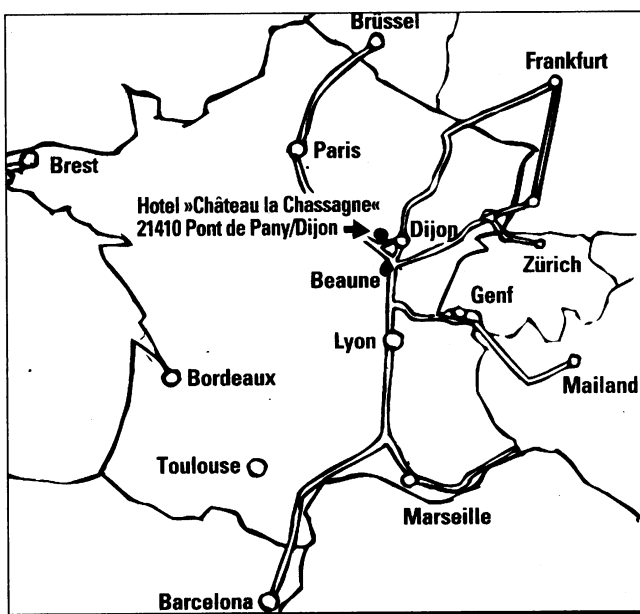 Brüssel
Frankfurt
Paris
Brest
Hotel »Château la Chassagne«
21410 Pont de Pany/Dijon
Dijon
Zürich
Beaune
Genf
Lyon
Mailand
Bordeaux
Toulouse
Marseille
Barcelona